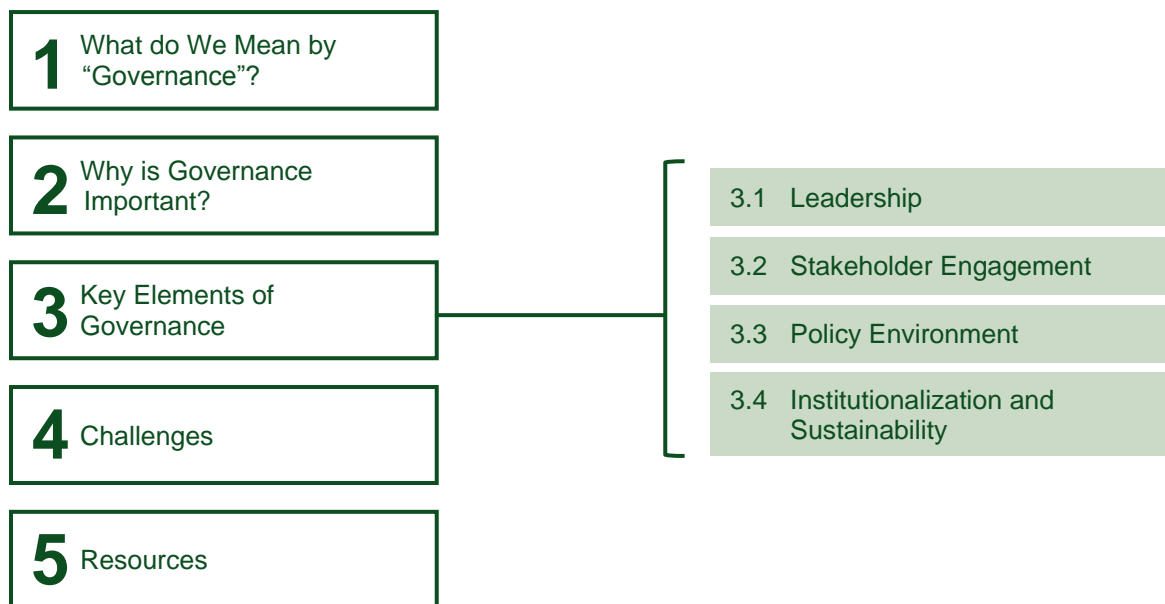 1 What do We Mean by
“Governance”?
2 Why is Governance
Important?
3 Key Elements of
Governance
4 Challenges
5 Resources
3.1 Leadership
3.2 Stakeholder Engagement
3.3 Policy Environment
3.4 Institutionalization and
Sustainability